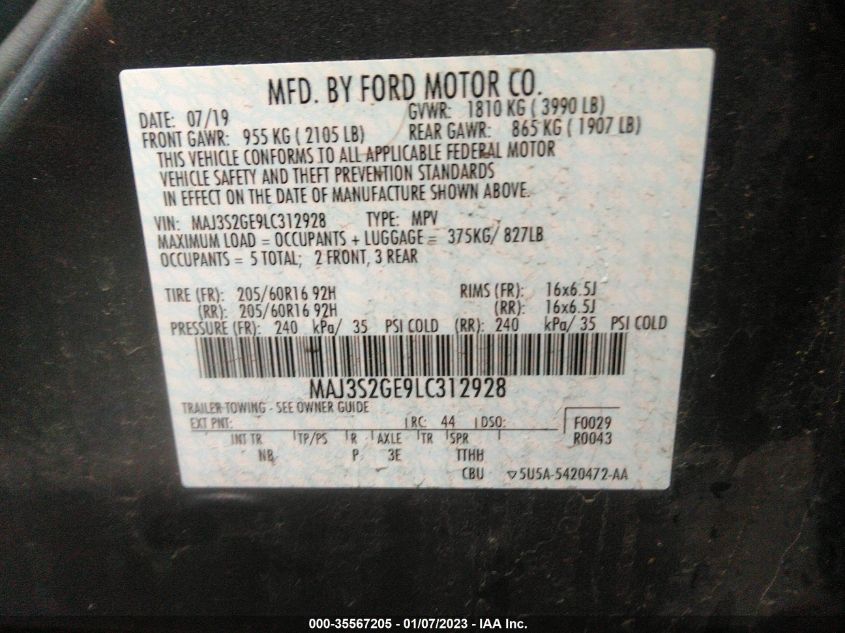 MFD. BY FORD MOTOR CO.
DATE: 07/19 GVWR: 1810 KG ( 3990 LB)
FRONT GAWR: 955 KG ( 2105 LB) REAR GAWR: 865 KG ( 1907 LB)
THIS VEHICLE CONFORMS TO ALL APPLICABLE FEDERAL MOTOR
VEHICLE SAFETY AND THEFT PREVENTION STANDARDS
IN EFFECT ON THE DATE OF MANUFACTURE SHOWN ABOVE.
VIN: MAJ3S2GE9LC312928 TYPE: MPV
MAXIMUM LOAD = OCCUPANTS + LUGGAGE = 375KG/ 827LB
OCCUPANTS = 5 TOTAL; 2 FRONT, 3 REAR
TIRE (FR): 205/60R16 92H RIMS (FR): 16x6.5J
(RR): 205/60R16 92H (RR): 16x6.5J
PRESSURE (FR): 240 kPa/ 35 PSI COLD (RR): 240 kPa/ 35 PSI COLD
MAJ3S2GE9LC312928
TRAILER TOWING - SEE OWNER GUIDE
EXT PNT: RC: 44 DSO: F0029
INT TR TP/PS R AXLE TR SPR R0043
NB P 3E TTHH
CBU ▽5U5A-5420472-AA
000-35567205 - 01/07/2023 - IAA Inc.